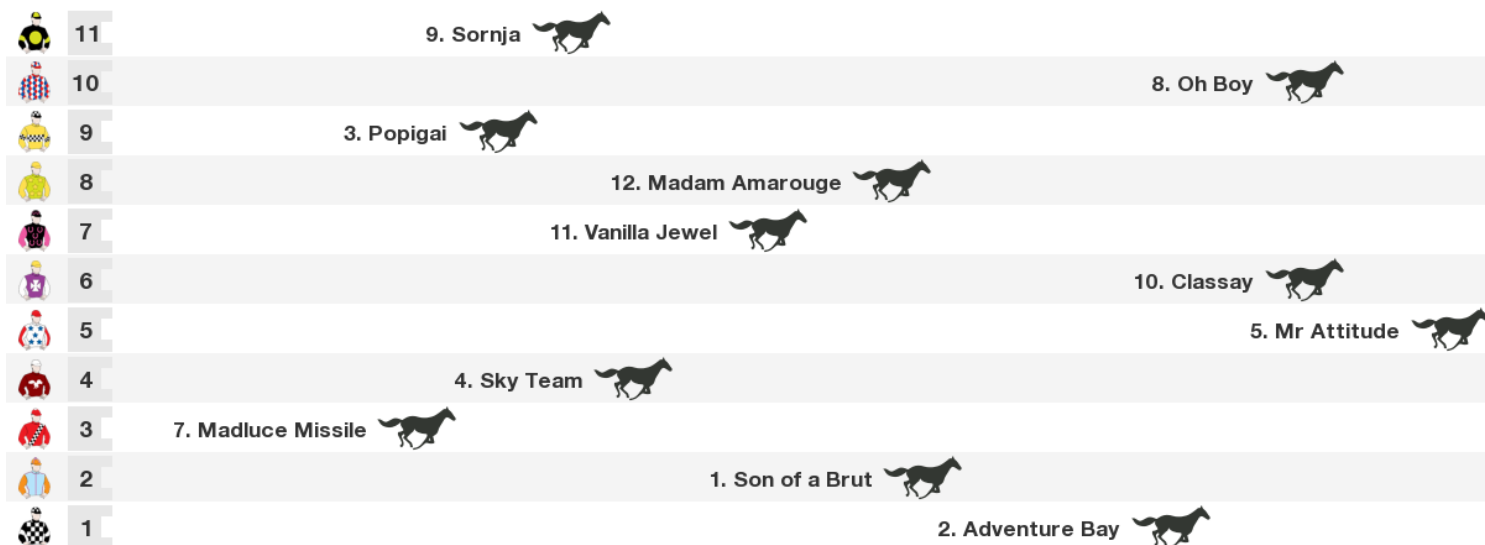 11 9. Sornja
10 8. Oh Boy
9 3. Popigai
8 12. Madam Amarouge
7 11. Vanilla Jewel
6 10. Classay
5 5. Mr Attitude
4 4. Sky Team
3 7. Madluce Missile
2 1. Son of a Brut
1 2. Adventure Bay